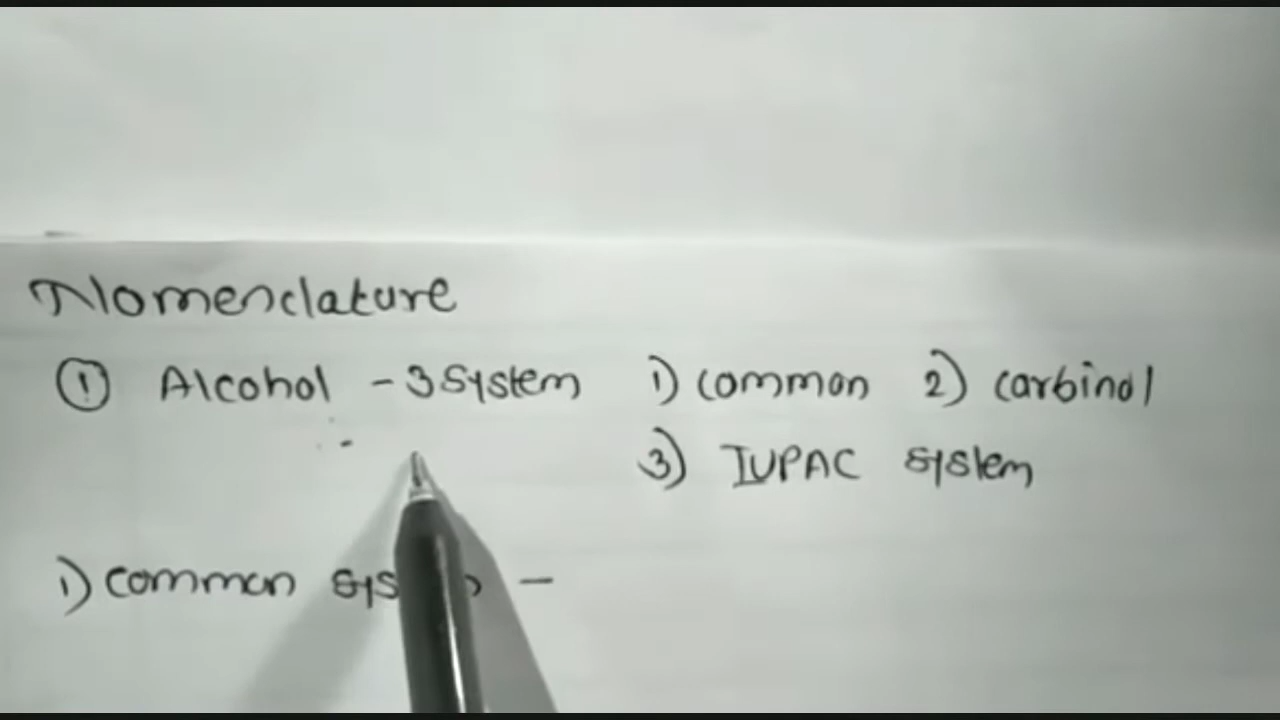 Nomenclature
① Alcohol - 3 System 1) common 2) carbinol
3) IUPAC system
1) common –